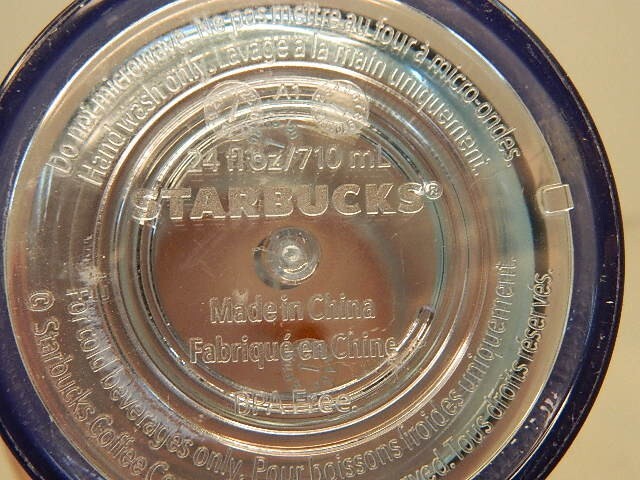 Do not microwave. Ne pas mettre au four à micro-ondes.
Hand wash only. Lavage à la main uniquement.
24 fl oz/710 mL
STARBUCKS®
Made in China
Fabriqué en Chine
BPA Free.
For cold beverages only. Pour boissons froides uniquement.
© Starbucks Coffee Tous droits réservés.